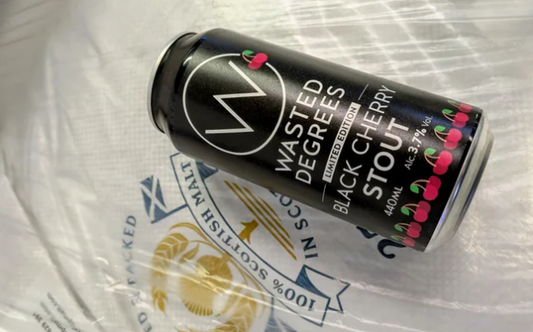 W
WASTED
DEGREES
LIMITED EDITION
BLACK CHERRY
STOUT
Alc 3.7% Vol.
440ML
100% SCOTTISH MALT
IN SCO
& PACKED